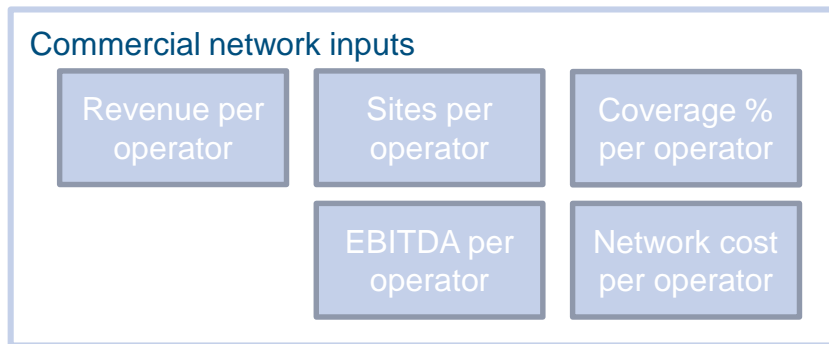 Commercial network inputs
Revenue per
operator
Sites per
operator
Coverage %
per operator
EBITDA per
operator
Network cost
per operator